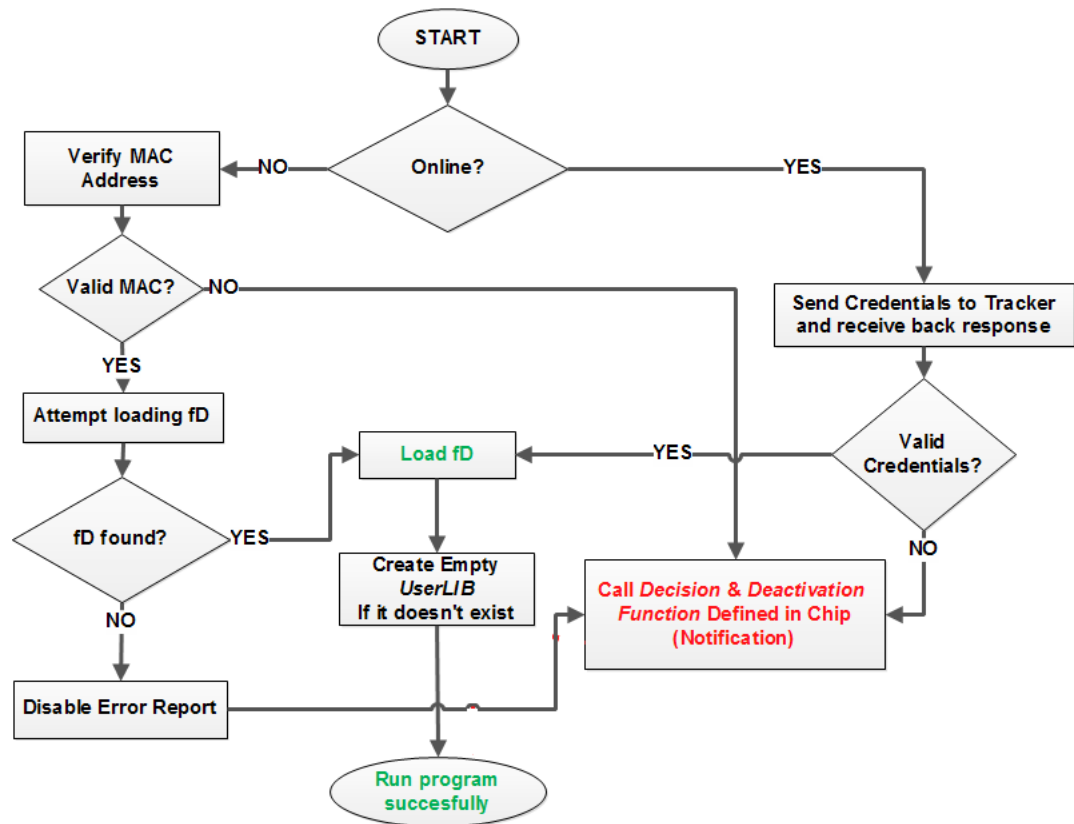 START
Verify MAC
Address
NO
Online?
YES
Valid MAC?
NO
Send Credentials to Tracker
and receive back response
YES
Attempt loading fD
Load fD
YES
Valid
Credentials?
fD found?
YES
NO
Create Empty
UserLIB
If it doesn't exist
Call Decision & Deactivation
Function Defined in Chip
(Notification)
NO
Disable Error Report
Run program
succesfully